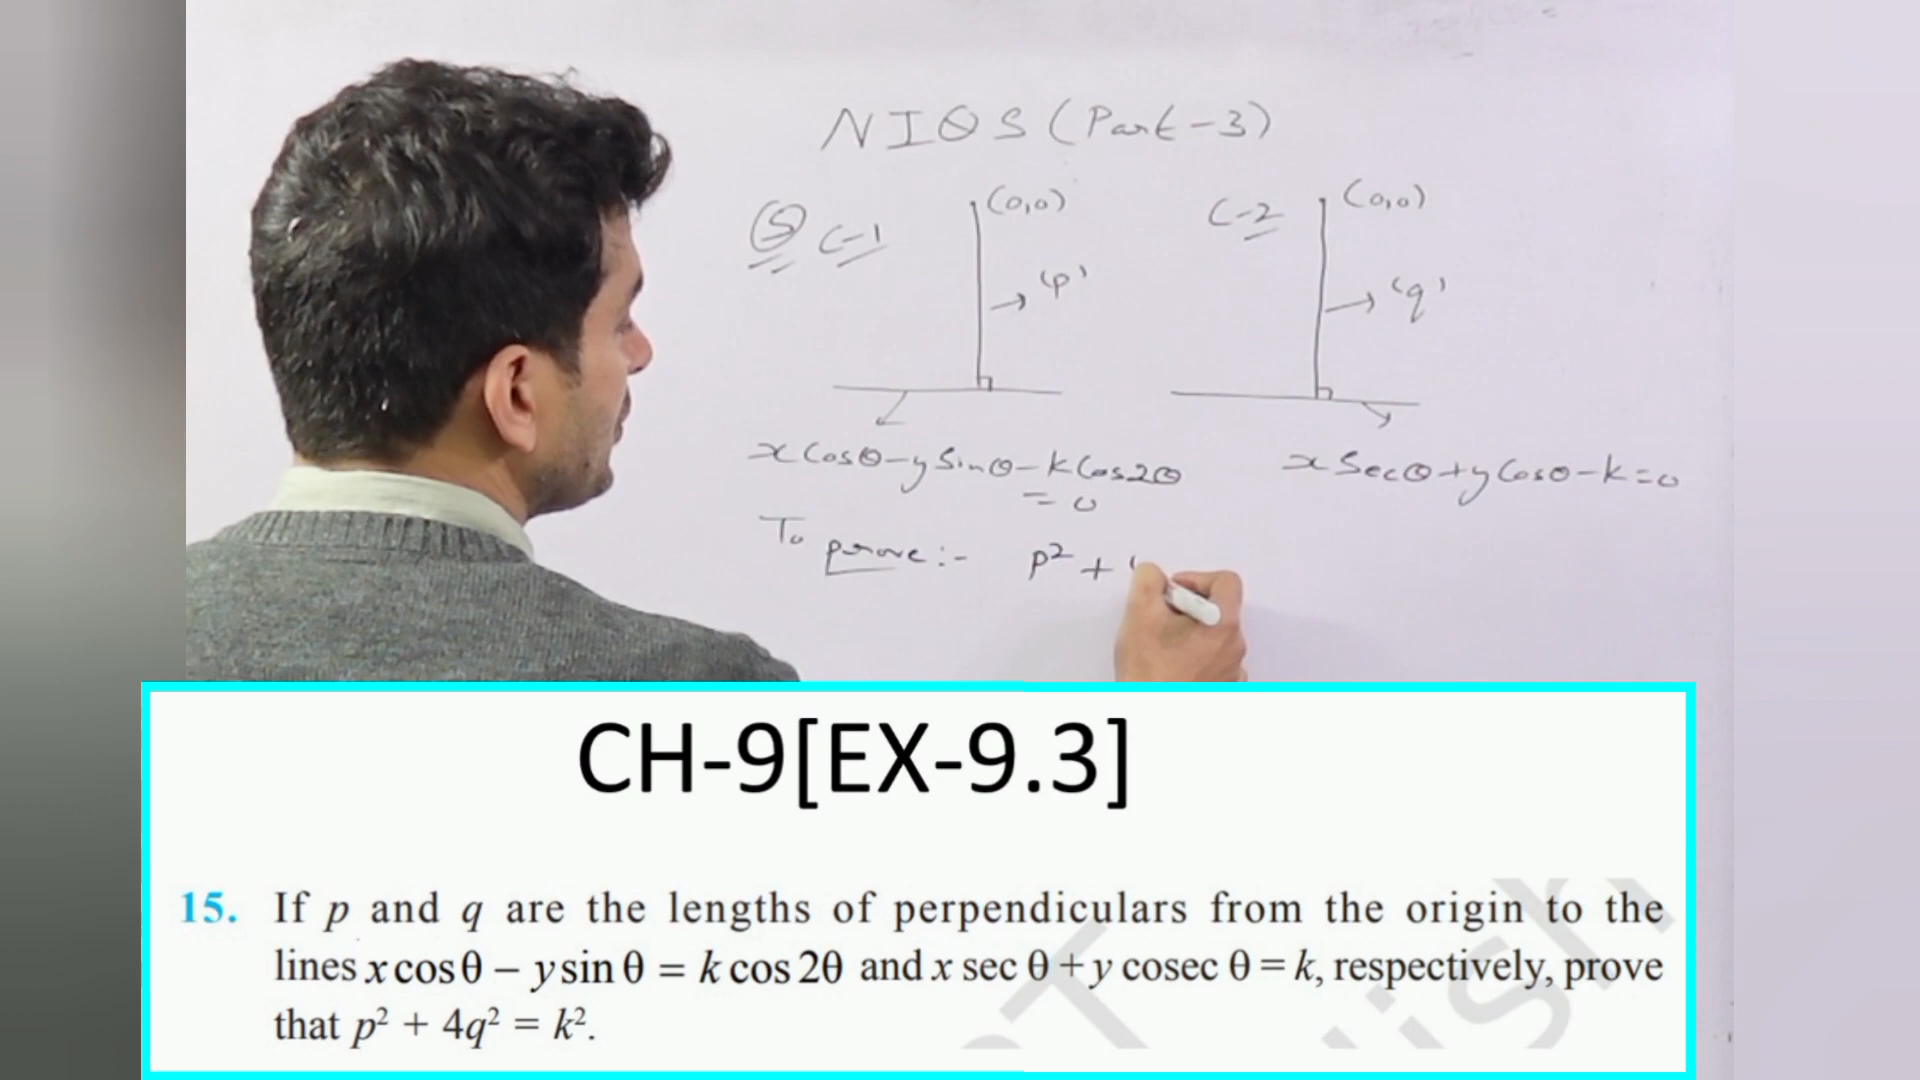 NIOS (Part-3)
⑤ C-1 (0,0) C-2 (0,0)
'p' 'q'
x Cosθ - y Sinθ - k Cos2θ = 0
x Secθ + y Cosθ - k = 0
To prove :- p² +
CH-9[EX-9.3]
15. If p and q are the lengths of perpendiculars from the origin to the
lines x cos θ – y sin θ = k cos 2θ and x sec θ + y cosec θ = k, respectively, prove
that p² + 4q² = k².